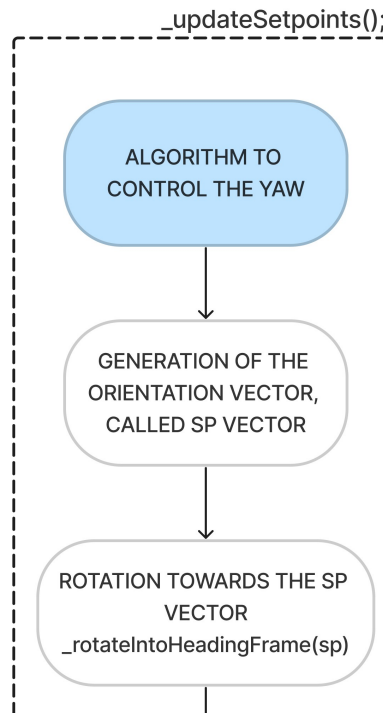 _updateSetpoints();
ALGORITHM TO
CONTROL THE YAW
GENERATION OF THE
ORIENTATION VECTOR,
CALLED SP VECTOR
ROTATION TOWARDS THE SP
VECTOR
_rotateIntoHeadingFrame(sp)